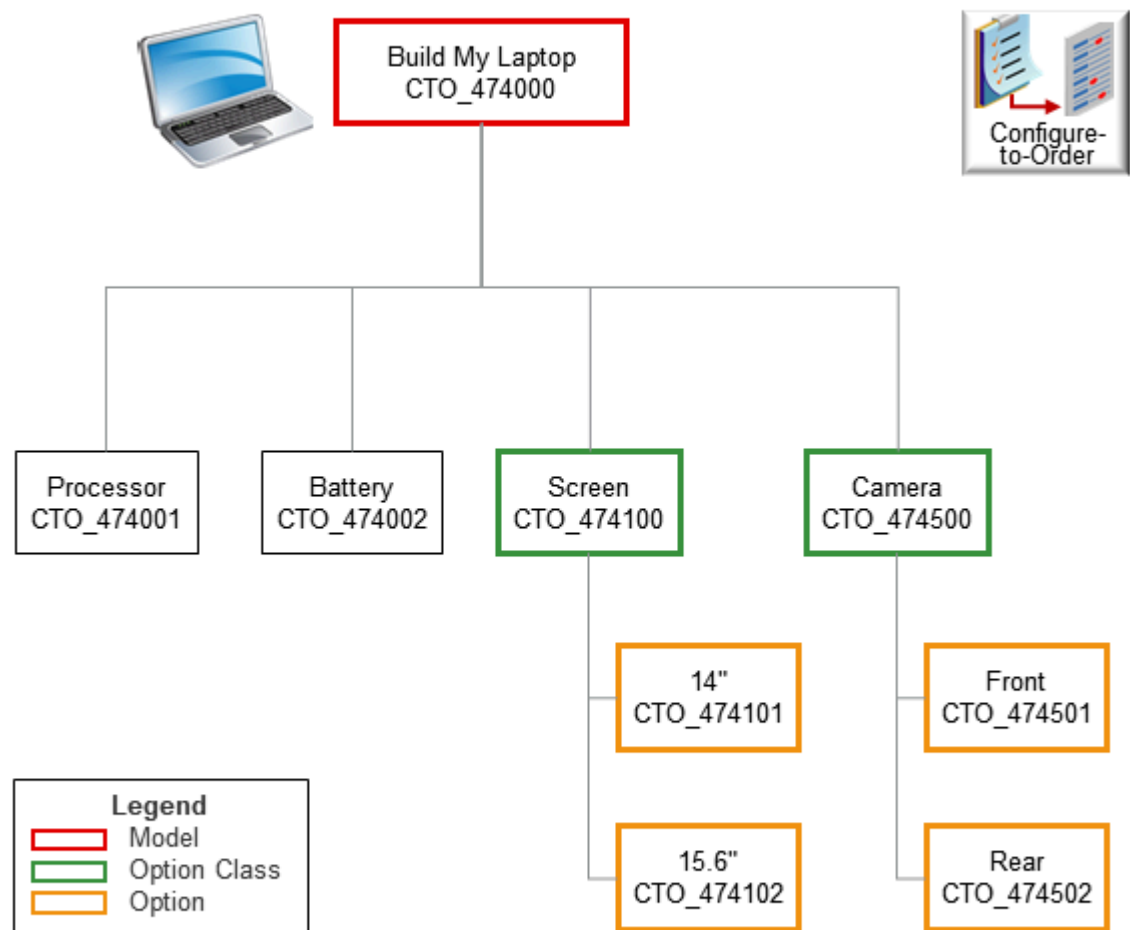 Build My Laptop
CTO_474000
Configure-
to-Order
Processor
CTO_474001
Battery
CTO_474002
Screen
CTO_474100
Camera
CTO_474500
14"
CTO_474101
Front
CTO_474501
15.6"
CTO_474102
Rear
CTO_474502
Legend
Model
Option Class
Option